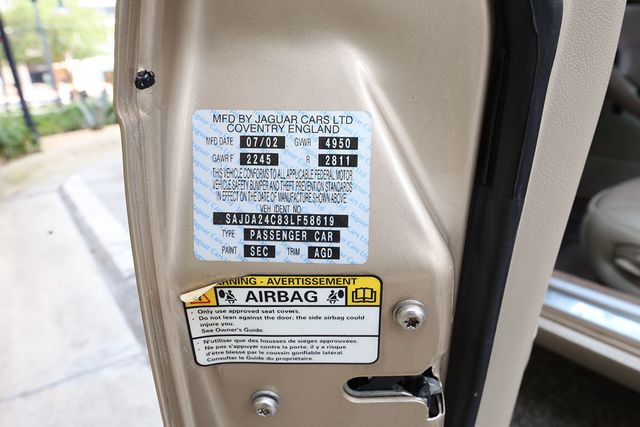 MFD BY JAGUAR CARS LTD
COVENTRY ENGLAND
MFD DATE 07/02 GVWR 4950
GAWR F 2245 R 2811
THIS VEHICLE CONFORMS TO ALL APPLICABLE FEDERAL MOTOR
VEHICLE SAFETY BUMPER AND THEFT PREVENTION STANDARDS
IN EFFECT ON THE DATE OF MANUFACTURE SHOWN ABOVE
VEH. IDENT NO.
SAJDA24C83LF58619
TYPE PASSENGER CAR
PAINT SEC TRIM AGD
RNING - AVERTISSEMENT
AIRBAG
- Only use approved seat covers.
- Do not lean against the door; the side airbag could
injure you.
See Owner's Guide.
- N'utiliser que des housses de sieges approuvées.
- Ne pas s'appuyer contre la porte; il y a risque
d'être blesse par le coussin gonflable latéral.
Consulter le Guide du propriétaire.